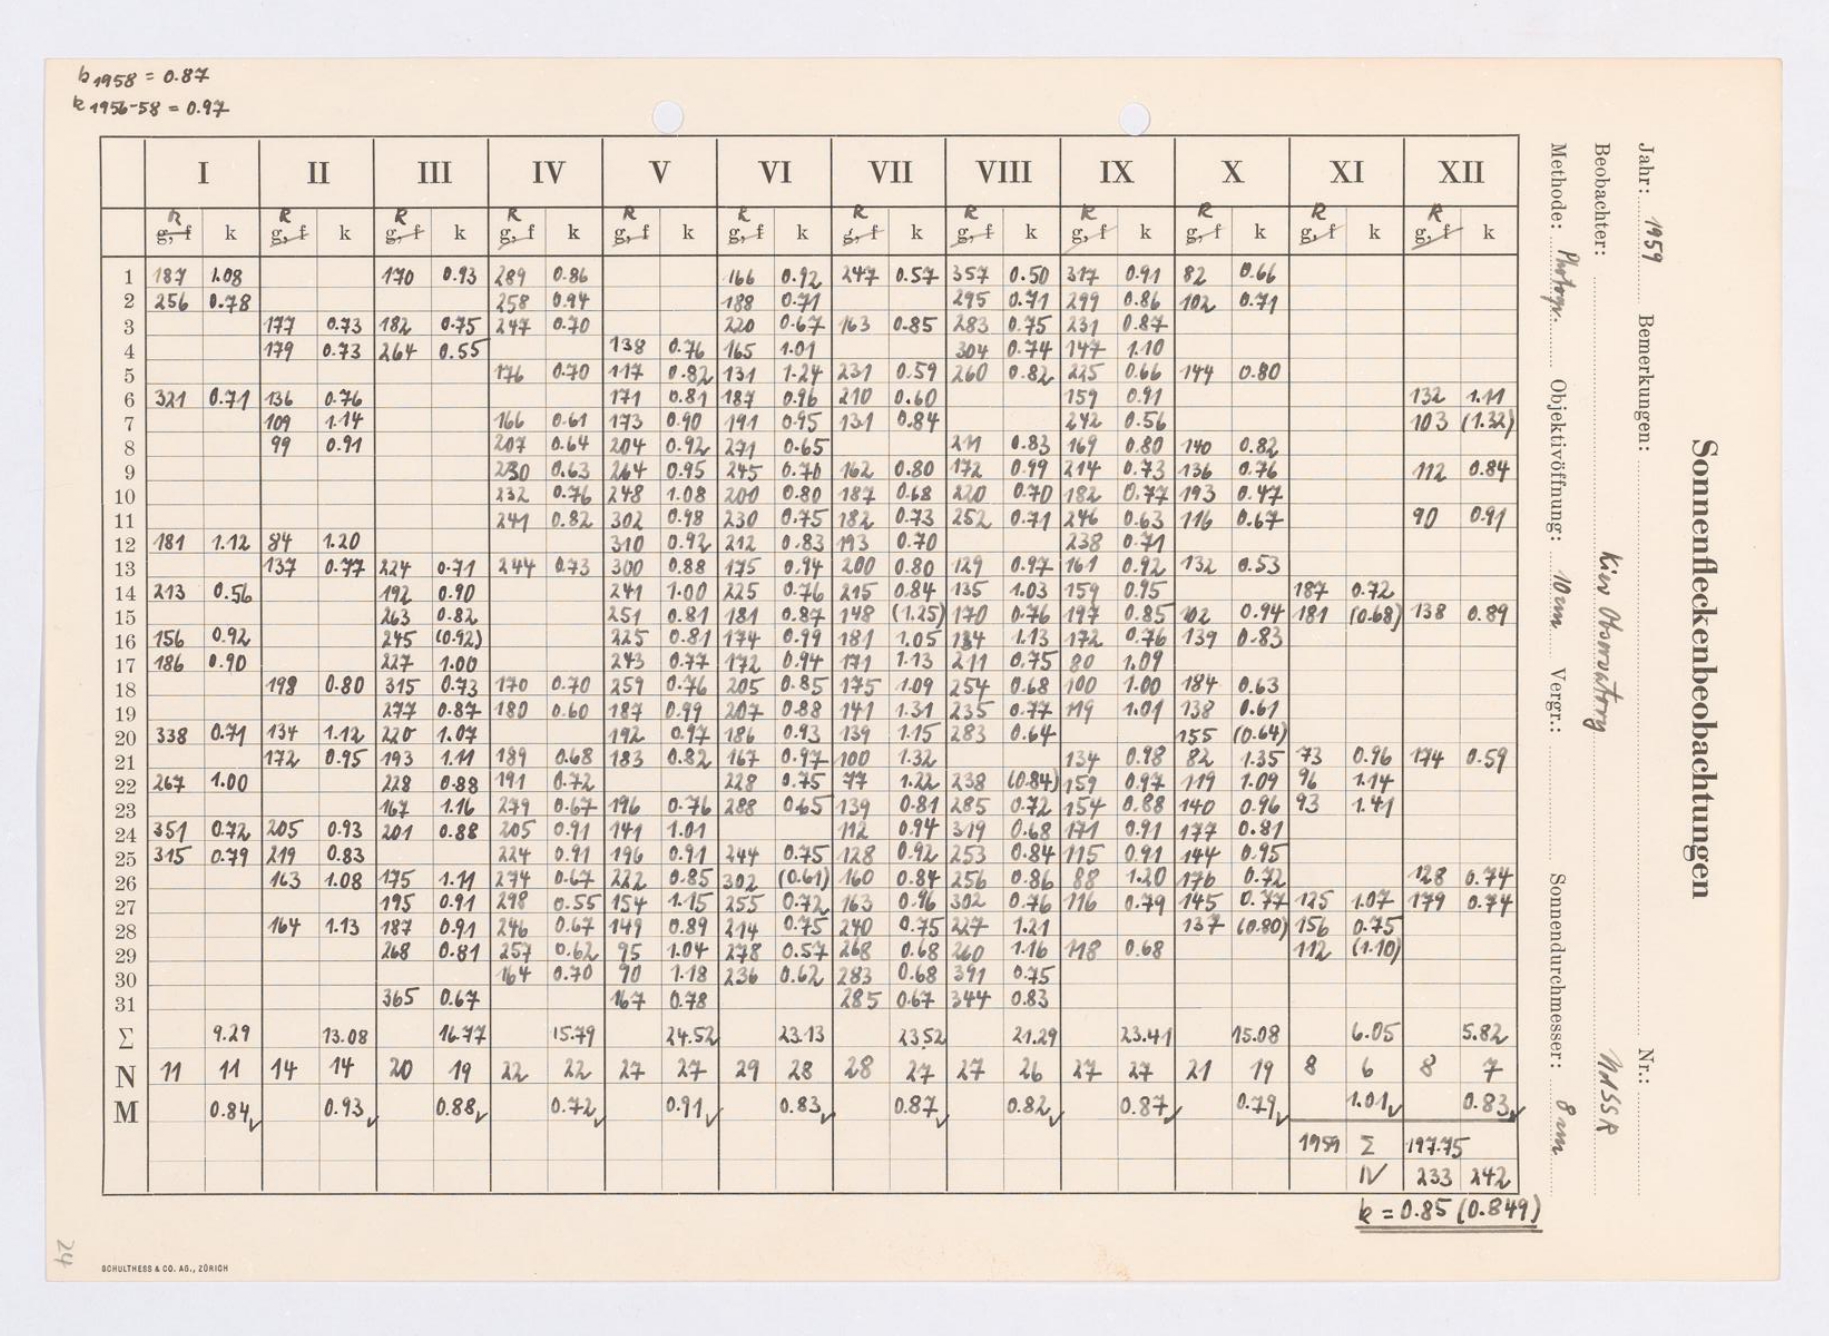 b 1958 = 0.87
k 1956-58 = 0.97
Sonnenfleckenbeobachtungen
Jahr: 1959 Bemerkungen: Nr.:
Beobachter: Kiev Observatory UdSSR
Methode: Photogr. Objektivöffnung: 10 cm Vergr.: Sonnendurchmesser: 8 cm
I II III IV V VI VII VIII IX X XI XII
R R R R R R R R R R R R
g, f k g, f k g, f k g, f k g, f k g, f k g, f k g, f k g, f k g, f k g, f k g, f k
1 187 1.08 170 0.93 289 0.86 166 0.92 247 0.57 357 0.50 317 0.91 82 0.66
2 256 0.78 258 0.94 188 0.71 295 0.71 299 0.86 102 0.71
3 177 0.73 182 0.75 247 0.70 220 0.67 163 0.85 283 0.75 231 0.87
4 179 0.73 264 0.55 138 0.76 165 1.01 304 0.74 147 1.10
5 176 0.70 117 0.82 131 1.24 231 0.59 260 0.82 225 0.66 144 0.80
6 321 0.71 136 0.76 171 0.81 187 0.96 210 0.60 159 0.91 132 1.11
7 109 1.14 166 0.61 173 0.90 191 0.95 131 0.84 242 0.56 103 (1.32)
8 99 0.91 207 0.64 204 0.92 271 0.65 211 0.83 169 0.80 140 0.82
9 230 0.63 264 0.95 245 0.70 162 0.80 172 0.99 214 0.73 136 0.76 112 0.84
10 232 0.76 248 1.08 200 0.80 187 0.68 220 0.70 182 0.77 193 0.47
11 241 0.82 302 0.98 230 0.75 182 0.73 252 0.71 246 0.63 116 0.67 90 0.91
12 181 1.12 84 1.20 310 0.92 212 0.83 193 0.70 238 0.71
13 137 0.77 224 0.71 244 0.73 300 0.88 175 0.94 200 0.80 129 0.97 161 0.92 132 0.53
14 213 0.56 192 0.90 241 1.00 225 0.76 215 0.84 135 1.03 159 0.95 187 0.72
15 263 0.82 251 0.81 181 0.87 148 (1.25) 170 0.76 197 0.85 102 0.94 181 (0.68) 138 0.89
16 156 0.92 245 (0.92) 225 0.81 174 0.99 181 1.05 134 1.13 172 0.76 139 0.83
17 186 0.90 227 1.00 243 0.77 172 0.94 171 1.13 211 0.75 80 1.09
18 198 0.80 315 0.73 170 0.70 259 0.76 205 0.85 175 1.09 254 0.68 100 1.00 184 0.63
19 277 0.87 180 0.60 187 0.99 207 0.88 141 1.31 235 0.77 119 1.01 138 0.61
20 338 0.71 134 1.12 220 1.07 192 0.97 186 0.93 139 1.15 283 0.64 155 (0.64)
21 172 0.95 193 1.11 189 0.68 183 0.82 167 0.97 100 1.32 134 0.98 82 1.35 73 0.96 174 0.59
22 267 1.00 228 0.88 191 0.72 228 0.75 77 1.22 238 (0.84) 159 0.97 119 1.09 96 1.14
23 167 1.16 279 0.67 196 0.76 288 0.65 139 0.81 285 0.72 154 0.88 140 0.96 93 1.41
24 351 0.72 205 0.93 201 0.88 205 0.91 141 1.01 112 0.94 319 0.68 171 0.91 177 0.81
25 315 0.79 219 0.83 224 0.91 196 0.91 244 0.75 128 0.92 253 0.84 115 0.91 144 0.95
26 163 1.08 175 1.11 274 0.67 222 0.85 302 (0.61) 160 0.84 256 0.86 88 1.20 176 0.72 128 0.74
27 195 0.91 298 0.55 154 1.15 255 0.72 163 0.96 302 0.76 116 0.79 145 0.77 125 1.07 179 0.74
28 164 1.13 187 0.91 246 0.67 149 0.89 214 0.75 240 0.75 227 1.21 137 (0.80) 156 0.75
29 268 0.81 257 0.62 95 1.04 278 0.57 268 0.68 260 1.16 118 0.68 112 (1.10)
30 164 0.70 90 1.18 236 0.62 283 0.68 391 0.75
31 365 0.67 167 0.78 285 0.67 344 0.83
Σ 9.29 13.08 16.77 15.79 24.52 23.13 23.52 21.29 23.41 15.08 6.05 5.82
N 11 11 14 14 20 19 22 22 27 27 29 28 28 27 27 26 27 27 21 19 8 6 8 7
M 0.84 0.93 0.88 0.72 0.91 0.83 0.87 0.82 0.87 0.79 1.01 0.83
1959 Σ 197.75
N 233 242
k = 0.85 (0.849)
24
SCHULTHESS & CO. AG., ZÜRICH